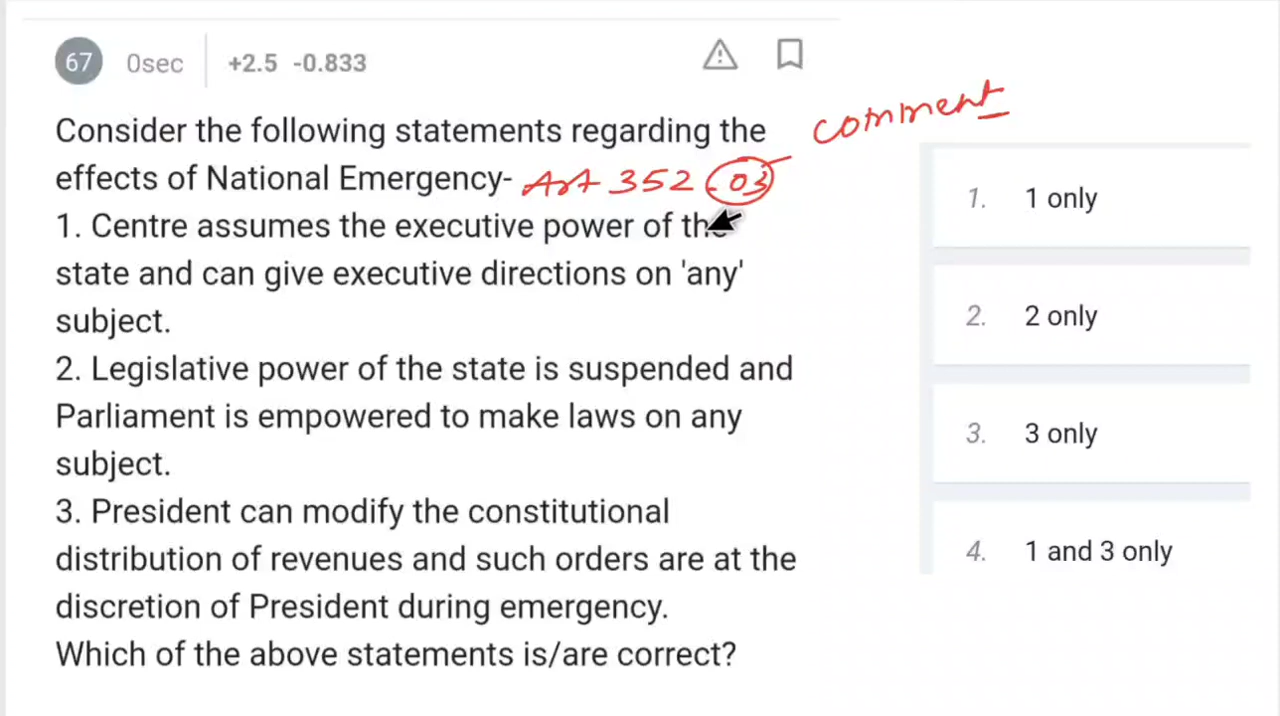 67 0sec +2.5 -0.833
Consider the following statements regarding the
effects of National Emergency- Art 352 - 03 comment
1. Centre assumes the executive power of the
state and can give executive directions on 'any'
subject.
2. Legislative power of the state is suspended and
Parliament is empowered to make laws on any
subject.
3. President can modify the constitutional
distribution of revenues and such orders are at the
discretion of President during emergency.
Which of the above statements is/are correct?
1. 1 only
2. 2 only
3. 3 only
4. 1 and 3 only